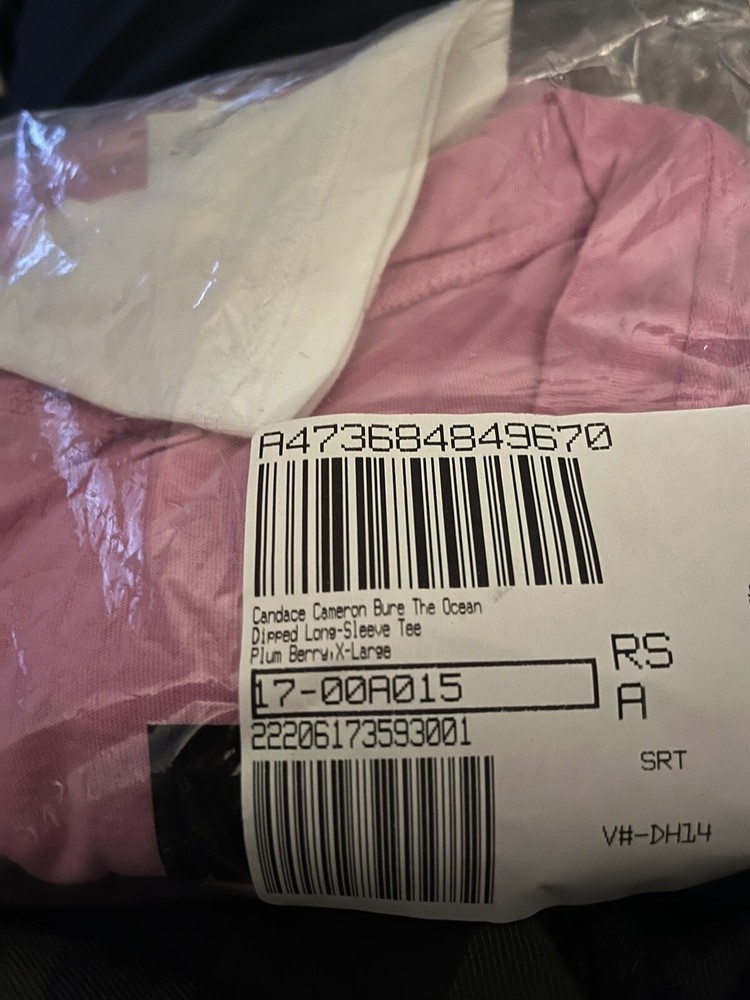 A473684849670
Candace Cameron Bure The Ocean
Dipped Long-Sleeve Tee
Plum Berry,X-Large
17-00A015
22206173593001
RS
A
SRT
V#-DH14